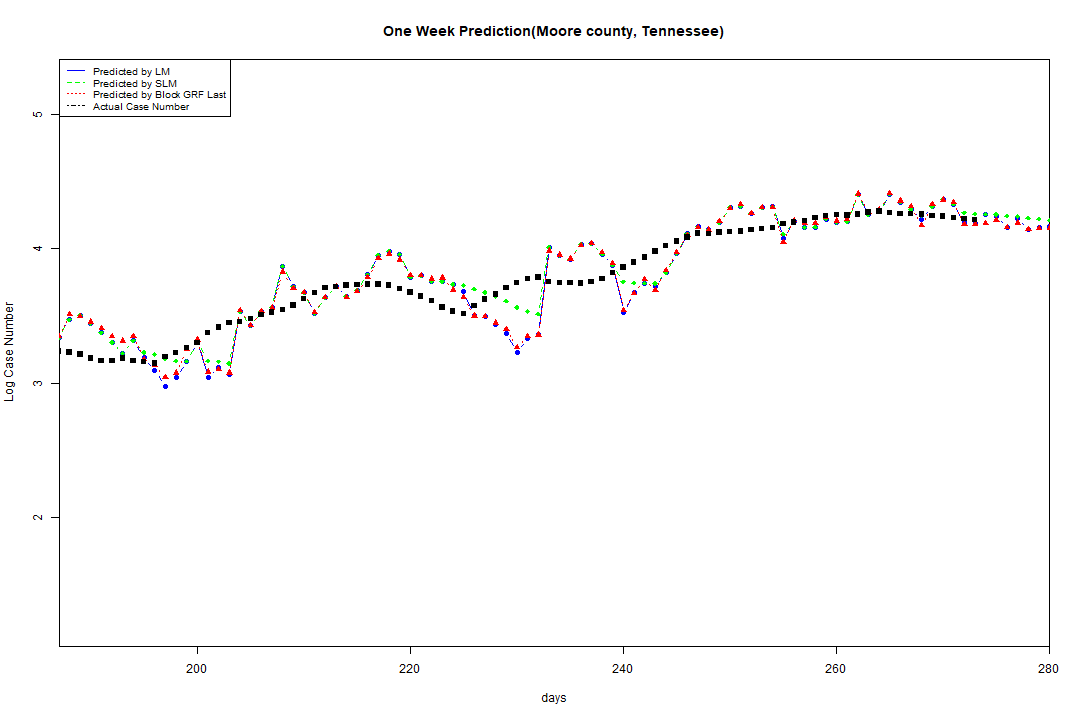 One Week Prediction(Moore county, Tennessee)
Predicted by LM
Predicted by SLM
Predicted by Block GRF Last
Actual Case Number
5
4
3
2
Log Case Number
200 220 240 260 280
days